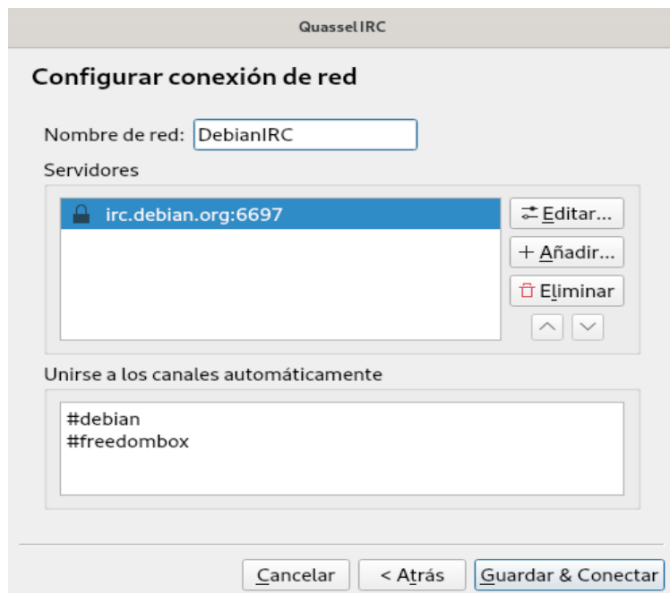 Quassel IRC
Configurar conexión de red
Nombre de red: DebianIRC
Servidores
irc.debian.org:6697
Editar...
+ Añadir...
Eliminar
Unirse a los canales automáticamente
#debian
#freedombox
Cancelar
< Atrás
Guardar & Conectar